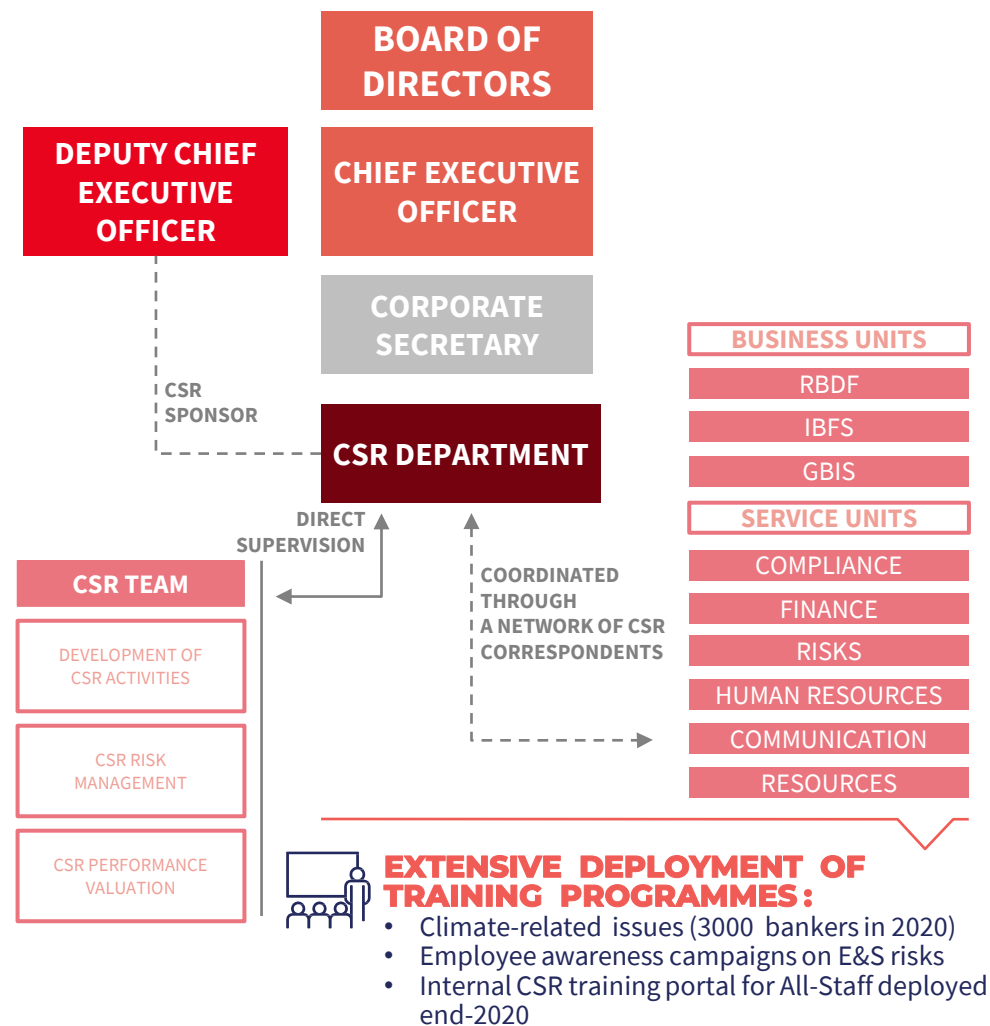 BOARD OF
DIRECTORS
DEPUTY CHIEF
EXECUTIVE
OFFICER
CHIEF EXECUTIVE
OFFICER
CORPORATE
SECRETARY
CSR
SPONSOR
CSR DEPARTMENT
DIRECT
SUPERVISION
CSR TEAM
DEVELOPMENT OF
CSR ACTIVITIES
CSR RISK
MANAGEMENT
CSR PERFORMANCE
VALUATION
COORDINATED
THROUGH
A NETWORK OF CSR
CORRESPONDENTS
BUSINESS UNITS
RBDF
IBFS
GBIS
SERVICE UNITS
COMPLIANCE
FINANCE
RISKS
HUMAN RESOURCES
COMMUNICATION
RESOURCES
EXTENSIVE DEPLOYMENT OF
TRAINING PROGRAMMES:
• Climate-related issues (3000 bankers in 2020)
• Employee awareness campaigns on E&S risks
• Internal CSR training portal for All-Staff deployed
end-2020